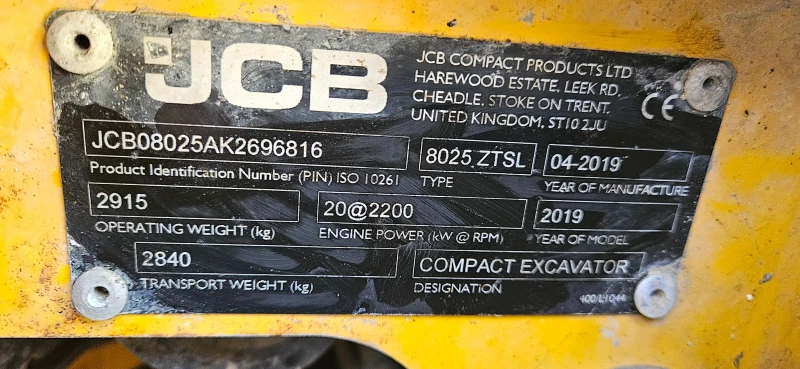 JCB
JCB COMPACT PRODUCTS LTD
HAREWOOD ESTATE, LEEK RD,
CHEADLE, STOKE ON TRENT,
UNITED KINGDOM, ST10 2JU
CE
JCB08025AK2696816
Product Identification Number (PIN) ISO 10261
8025 ZTSL
TYPE
04-2019
YEAR OF MANUFACTURE
2915
OPERATING WEIGHT (kg)
20@2200
ENGINE POWER (kW @ RPM)
2019
YEAR OF MODEL
2840
TRANSPORT WEIGHT (kg)
COMPACT EXCAVATOR
DESIGNATION